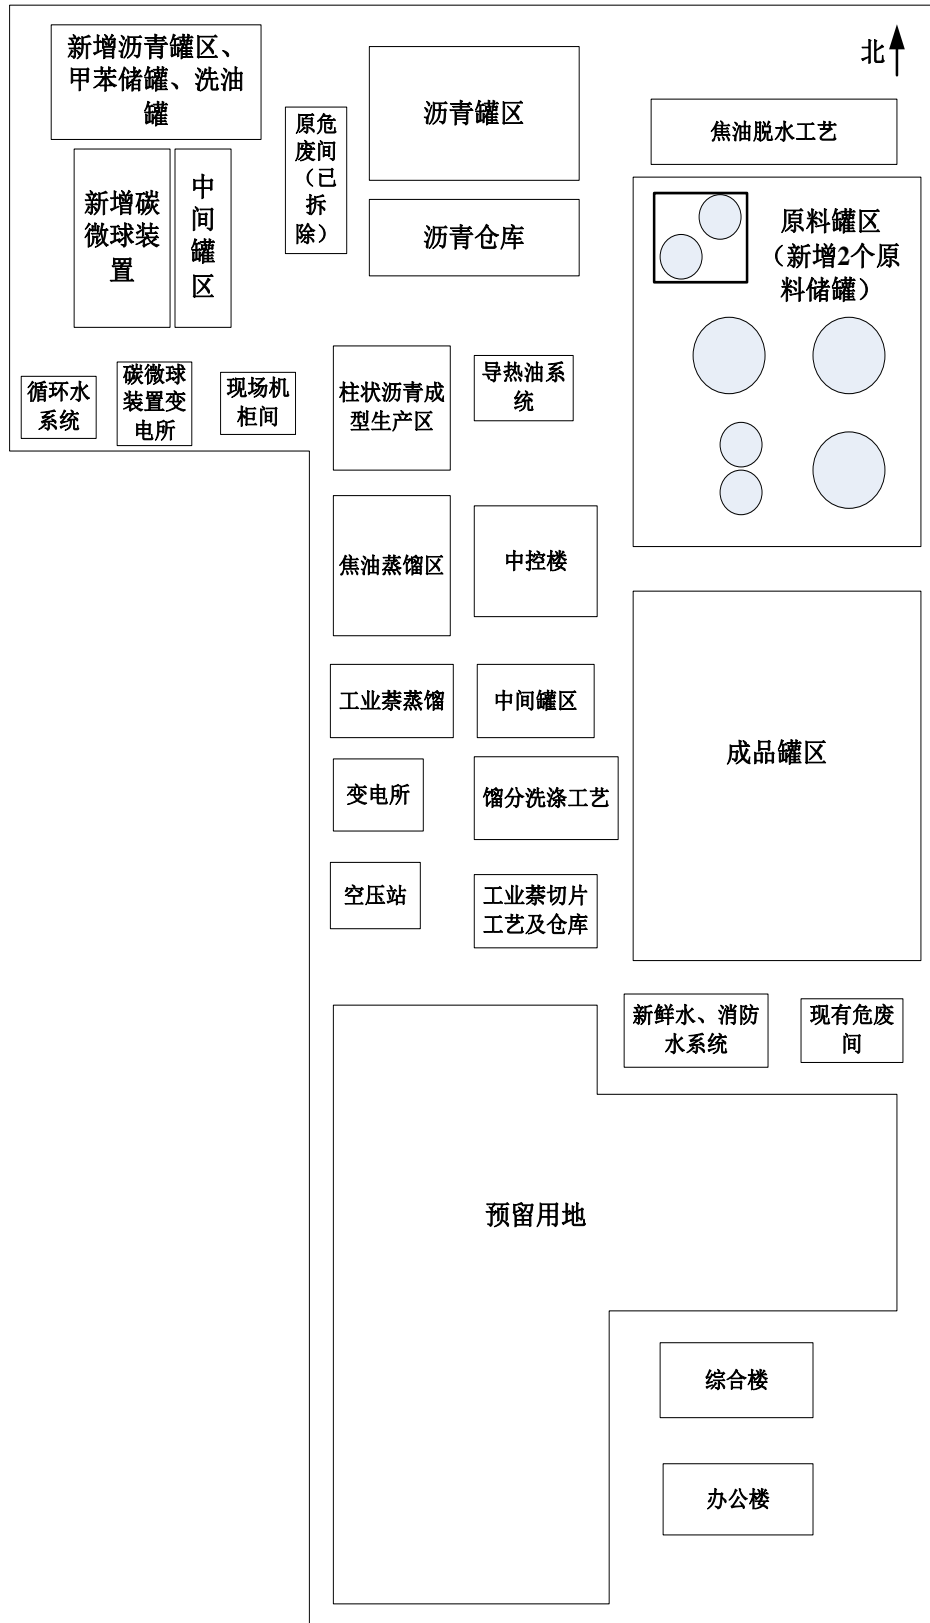 新增沥青罐区、
甲苯储罐、洗油
罐
北
沥青罐区
原危
废间
（已
拆
除）
焦油脱水工艺
新增碳
微球装
置
中
间
罐
区
沥青仓库
原料罐区
（新增2个原
料储罐）
循环水
系统
碳微球
装置变
电所
现场机
柜间
柱状沥青成
型生产区
导热油系
统
焦油蒸馏区
中控楼
工业萘蒸馏
中间罐区
成品罐区
变电所
馏分洗涤工艺
空压站
工业萘切片
工艺及仓库
新鲜水、消防
水系统
现有危废
间
预留用地
综合楼
办公楼